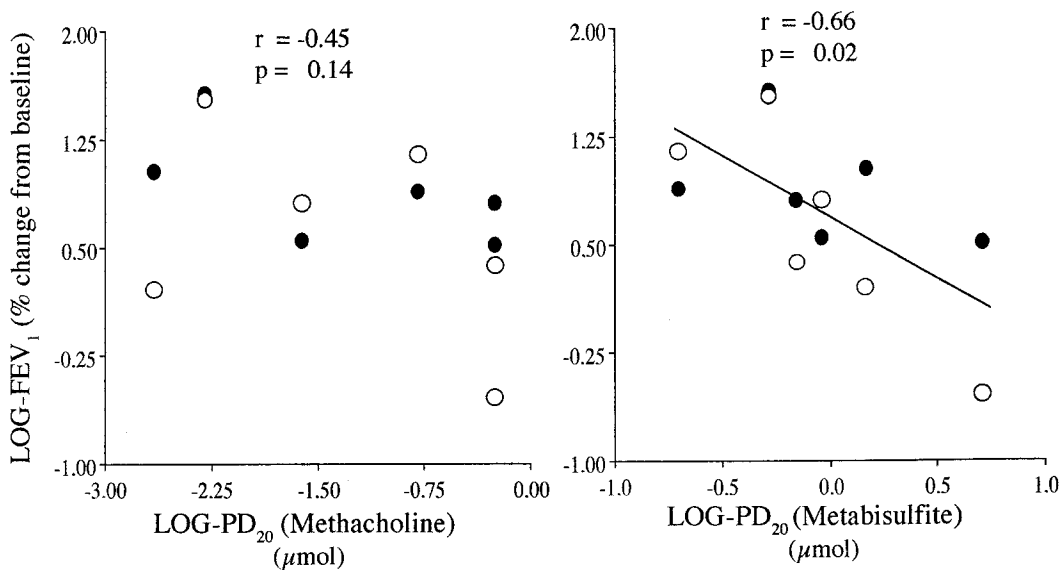 LOG-FEV₁ (% change from baseline)
r = -0.45
p = 0.14
2.00
1.25
0.50
-0.25
-1.00
-3.00 -2.25 -1.50 -0.75 0.00
LOG-PD₂₀ (Methacholine)
(μmol)
r = -0.66
p = 0.02
2.00
1.25
0.50
-0.25
-1.00
-1.0 -0.5 0.0 0.5 1.0
LOG-PD₂₀ (Metabisulfite)
(μmol)